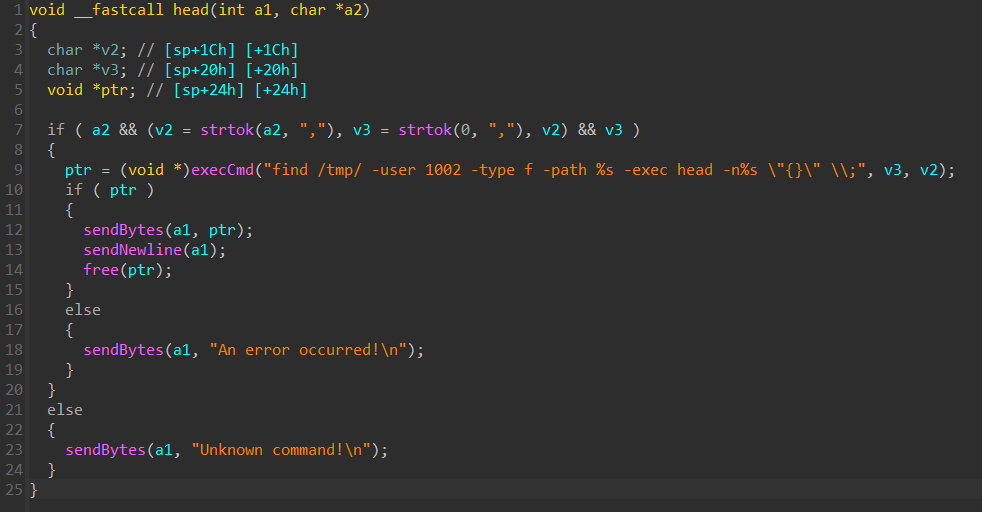 1 void __fastcall head(int a1, char *a2)
2 {
3   char *v2; // [sp+1Ch] [+1Ch]
4   char *v3; // [sp+20h] [+20h]
5   void *ptr; // [sp+24h] [+24h]
6
7   if ( a2 && (v2 = strtok(a2, ","), v3 = strtok(0, ","), v2) && v3 )
8   {
9     ptr = (void *)execCmd("find /tmp/ -user 1002 -type f -path %s -exec head -n%s \"{}\" \\;", v3, v2);
10     if ( ptr )
11     {
12       sendBytes(a1, ptr);
13       sendNewline(a1);
14       free(ptr);
15     }
16     else
17     {
18       sendBytes(a1, "An error occurred!\n");
19     }
20   }
21   else
22   {
23     sendBytes(a1, "Unknown command!\n");
24   }
25 }